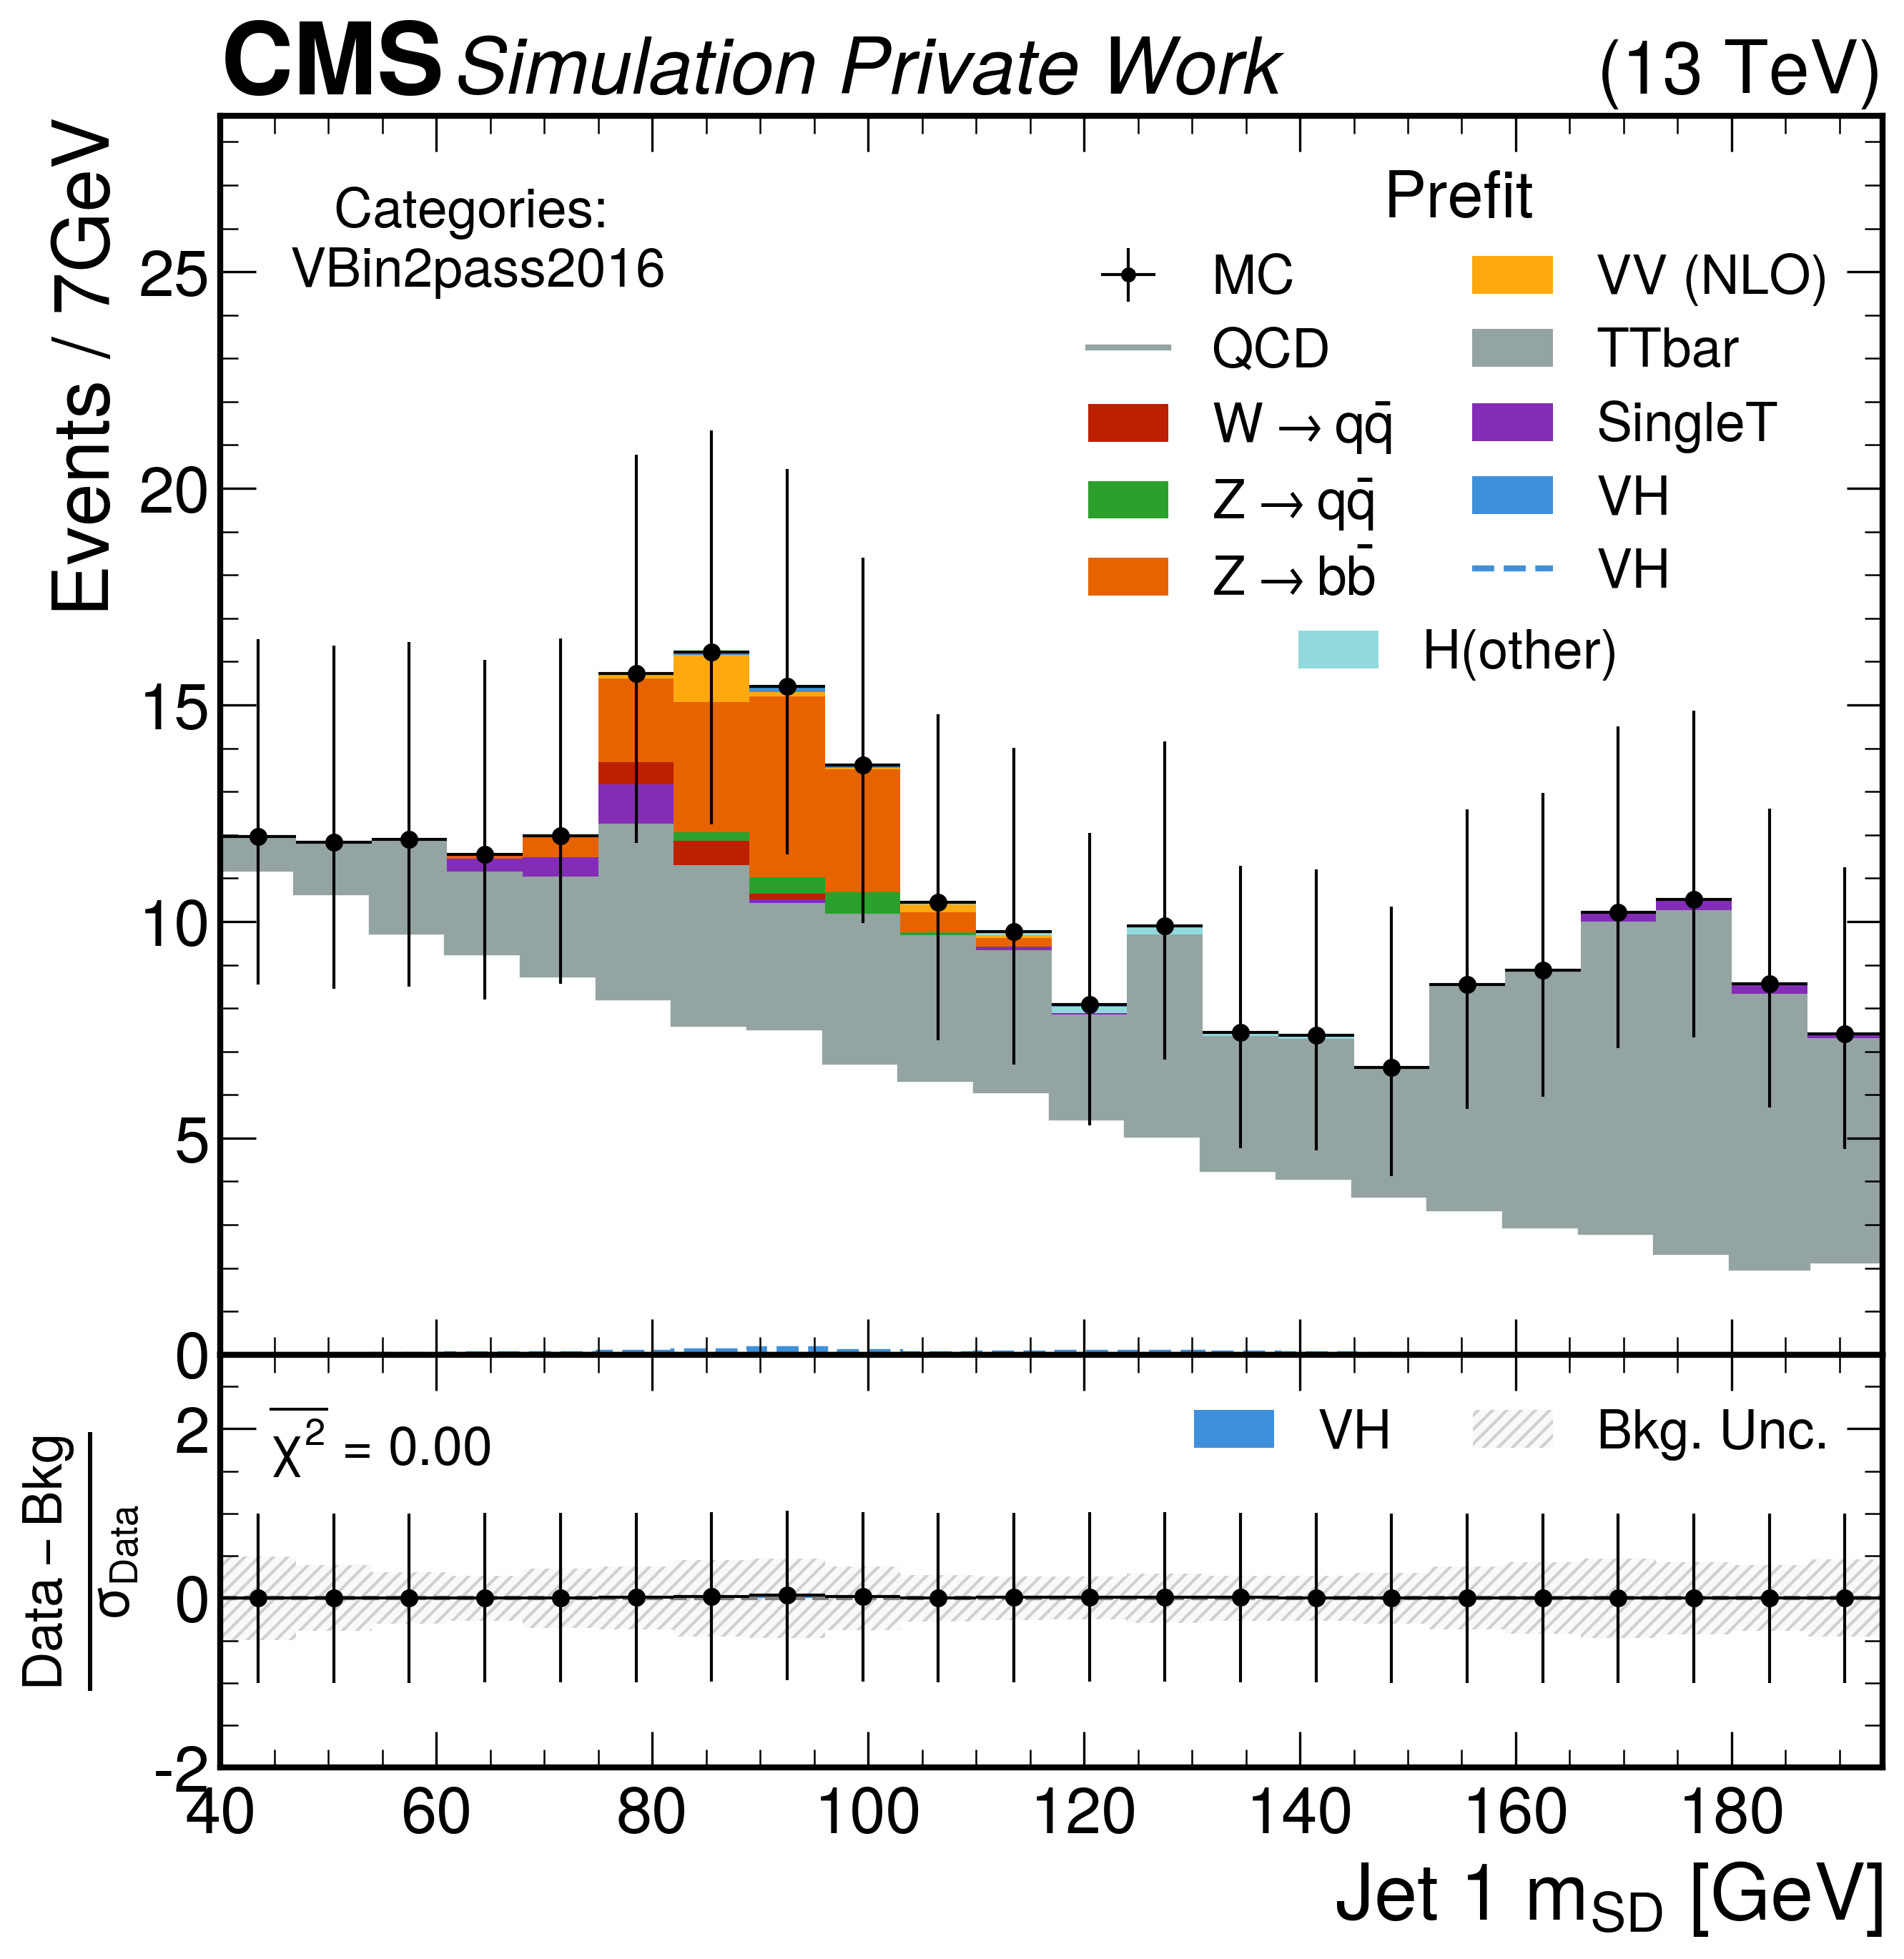 CMS Simulation Private Work (13 TeV)
Events / 7GeV
Categories:
VBin2pass2016
Prefit
MC
QCD
W → qq̄
Z → qq̄
Z → bb̄
VV (NLO)
TTbar
SingleT
VH
VH
H(other)
25
20
15
10
5
0
Data – Bkg
σData
χ² = 0.00
VH
Bkg. Unc.
2
0
-2
40 60 80 100 120 140 160 180
Jet 1 mSD [GeV]